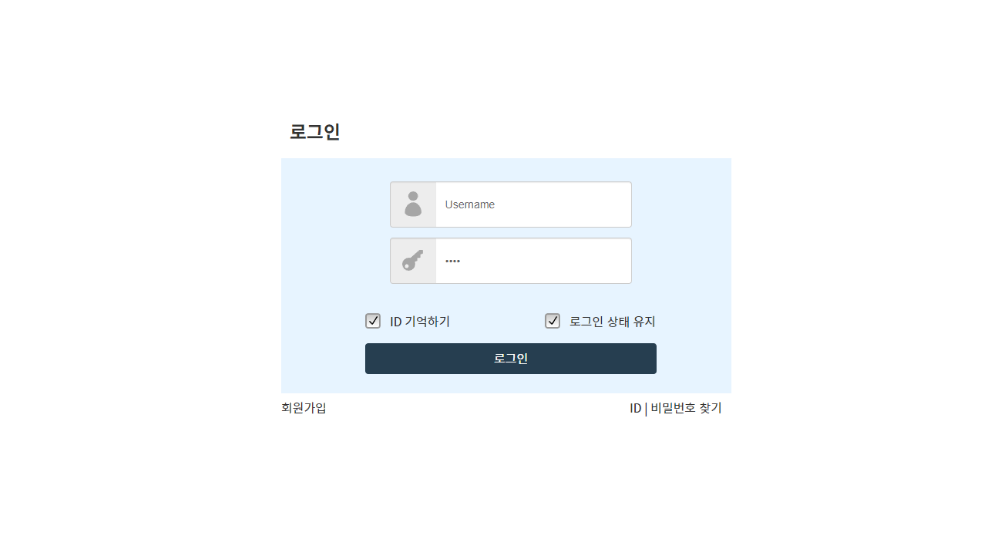 로그인
Username
••••
ID 기억하기 로그인 상태 유지
로그인
회원가입 ID | 비밀번호 찾기